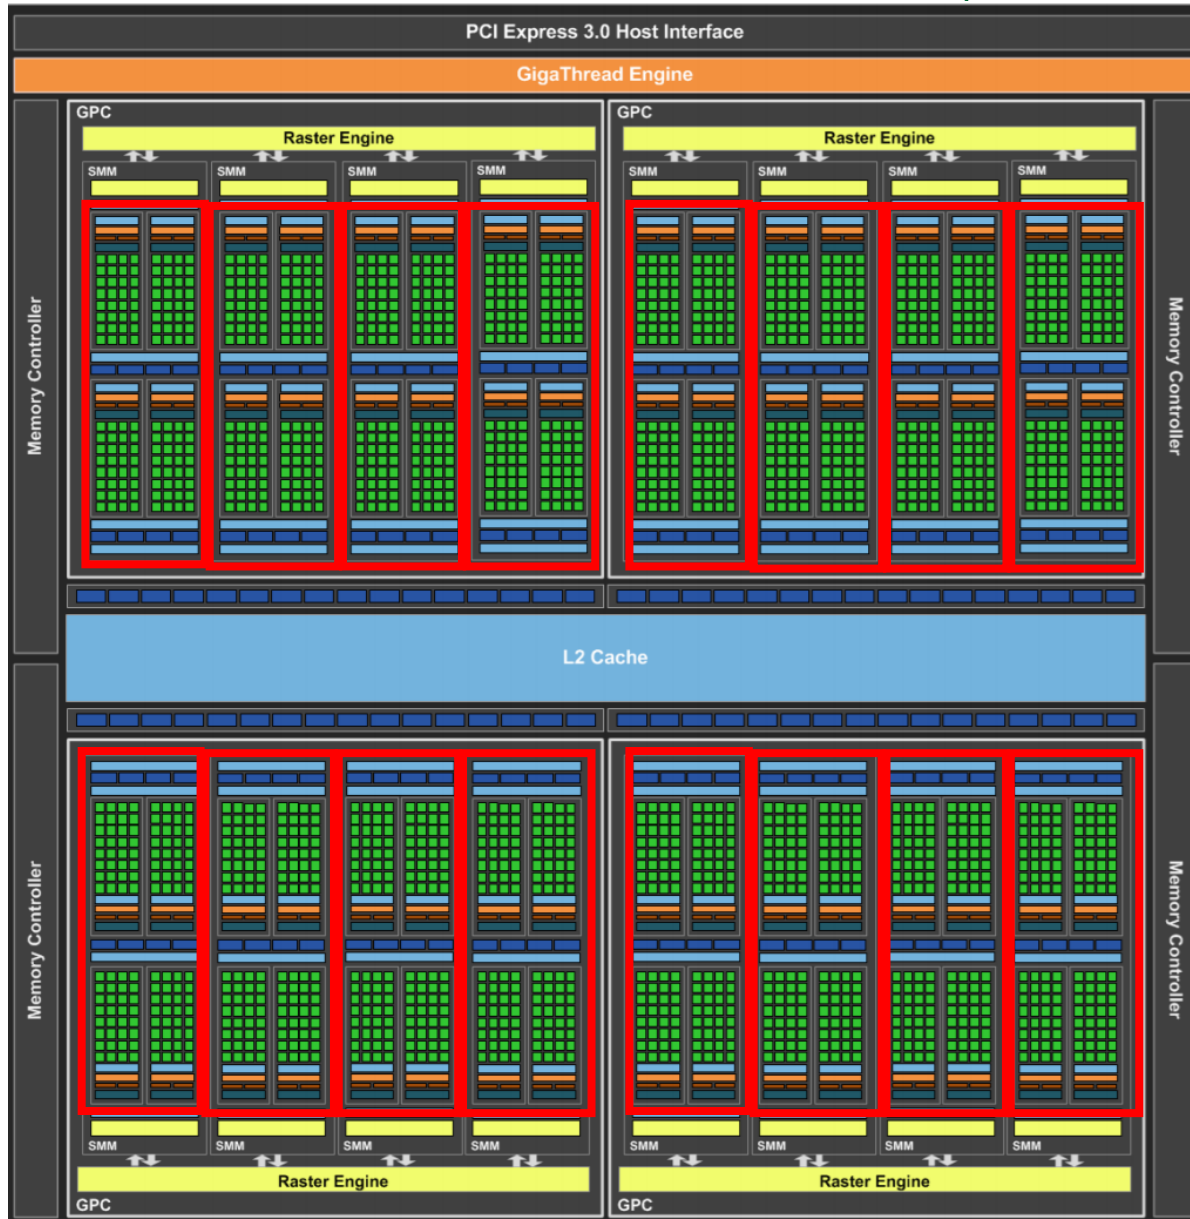 PCI Express 3.0 Host Interface
GigaThread Engine
GPC
Raster Engine
SMM
SMM
SMM
SMM
GPC
Raster Engine
SMM
SMM
SMM
SMM
Memory Controller
Memory Controller
L2 Cache
Memory Controller
Memory Controller
SMM
SMM
SMM
SMM
Raster Engine
GPC
SMM
SMM
SMM
SMM
Raster Engine
GPC